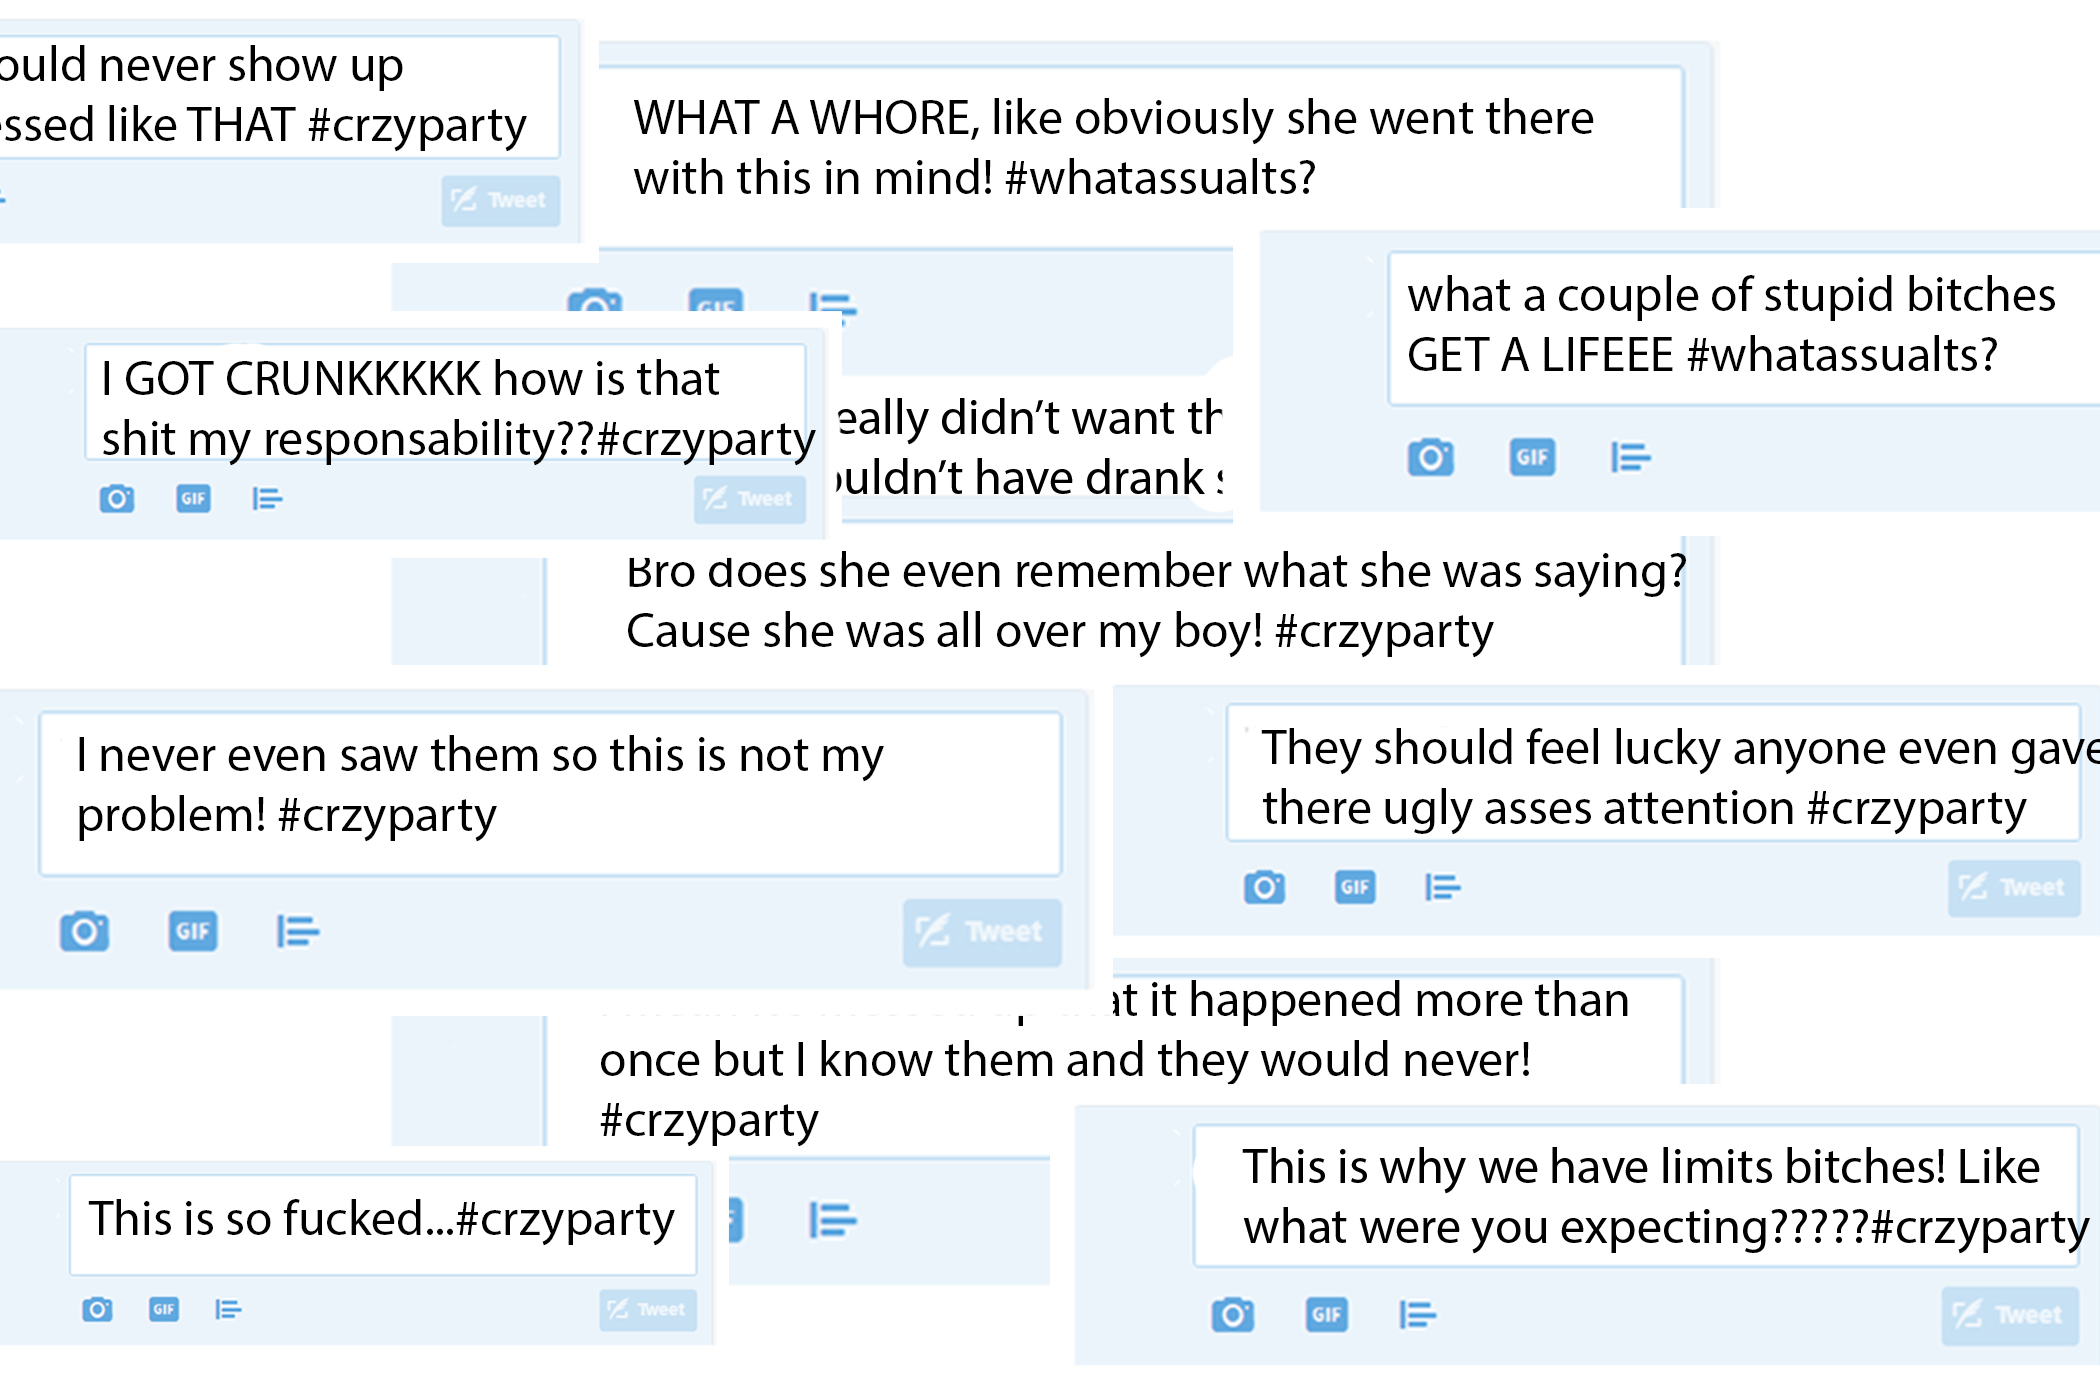 ould never show up
essed like THAT #crzyparty
Tweet
WHAT A WHORE, like obviously she went there
with this in mind! #whatassualts?
GIF
what a couple of stupid bitches
GET A LIFEEE #whatassualts?
GIF
I GOT CRUNKKKKK how is that
shit my responsability??#crzyparty
GIF
Tweet
eally didn't want th
ouldn't have drank s
Bro does she even remember what she was saying?
Cause she was all over my boy! #crzyparty
I never even saw them so this is not my
problem! #crzyparty
GIF
Tweet
They should feel lucky anyone even gave
there ugly asses attention #crzyparty
GIF
Tweet
at it happened more than
once but I know them and they would never!
#crzyparty
This is so fucked...#crzyparty
GIF
Tweet
This is why we have limits bitches! Like
what were you expecting?????#crzyparty
GIF
Tweet